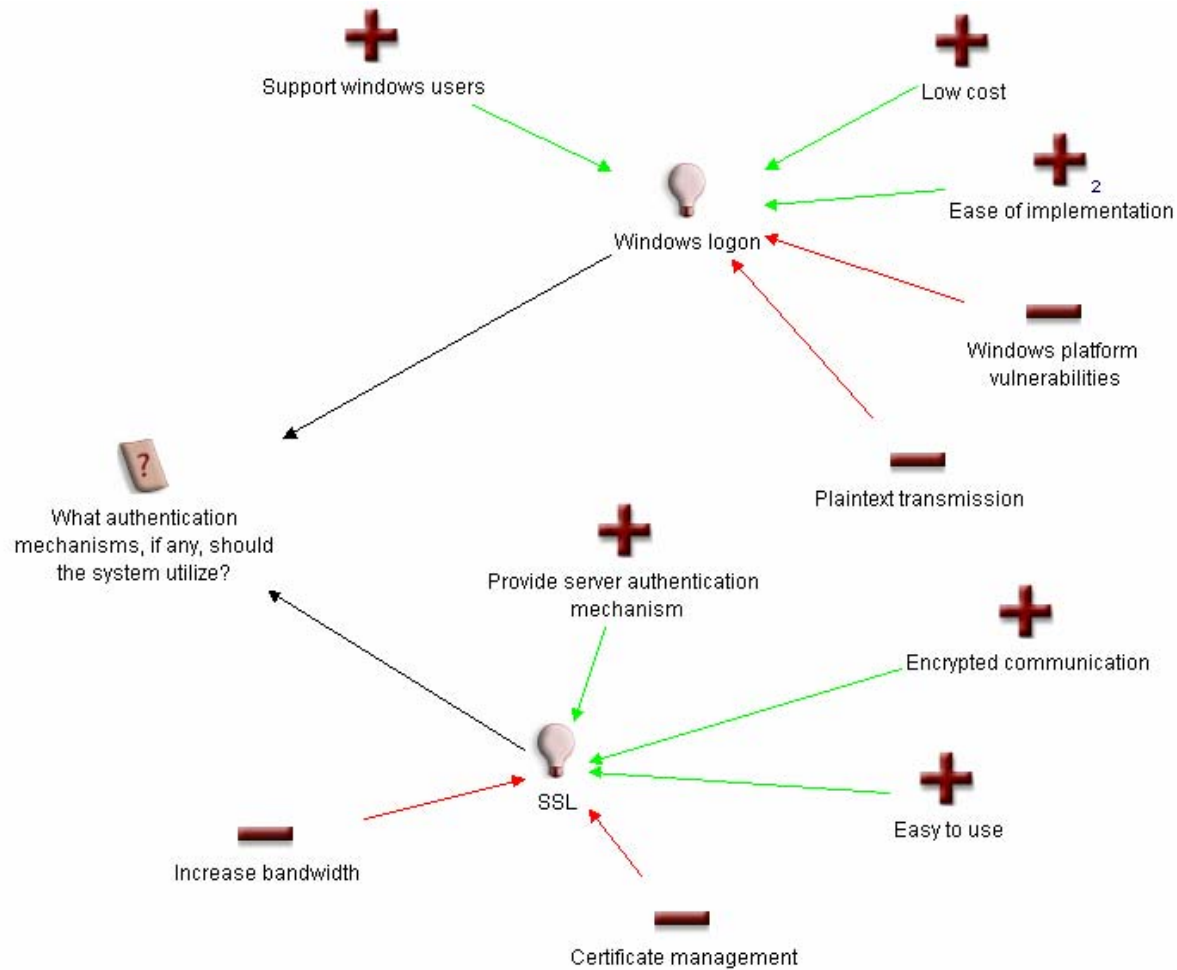 Support windows users
Low cost
2
Ease of implementation
Windows logon
Windows platform
vulnerabilities
Plaintext transmission
?
What authentication
mechanisms, if any, should
the system utilize?
Provide server authentication
mechanism
Encrypted communication
SSL
Easy to use
Increase bandwidth
Certificate management